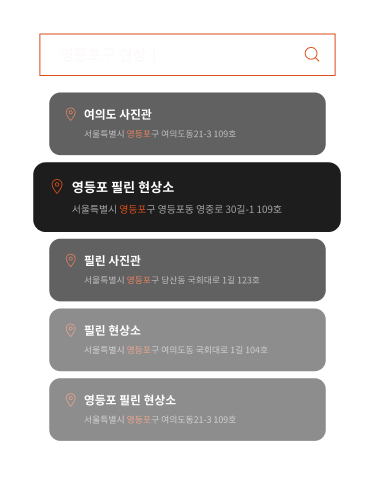 여의도 사진관
서울특별시 영등포구 여의도동21-3 109호
영등포 필린 현상소
서울특별시 영등포구 영등포동 영중로 30길-1 109호
필린 사진관
서울특별시 영등포구 당산동 국회대로 1길 123호
필린 현상소
서울특별시 영등포구 여의도동 국회대로 1길 104호
영등포 필린 현상소
서울특별시 영등포구 여의도동21-3 109호